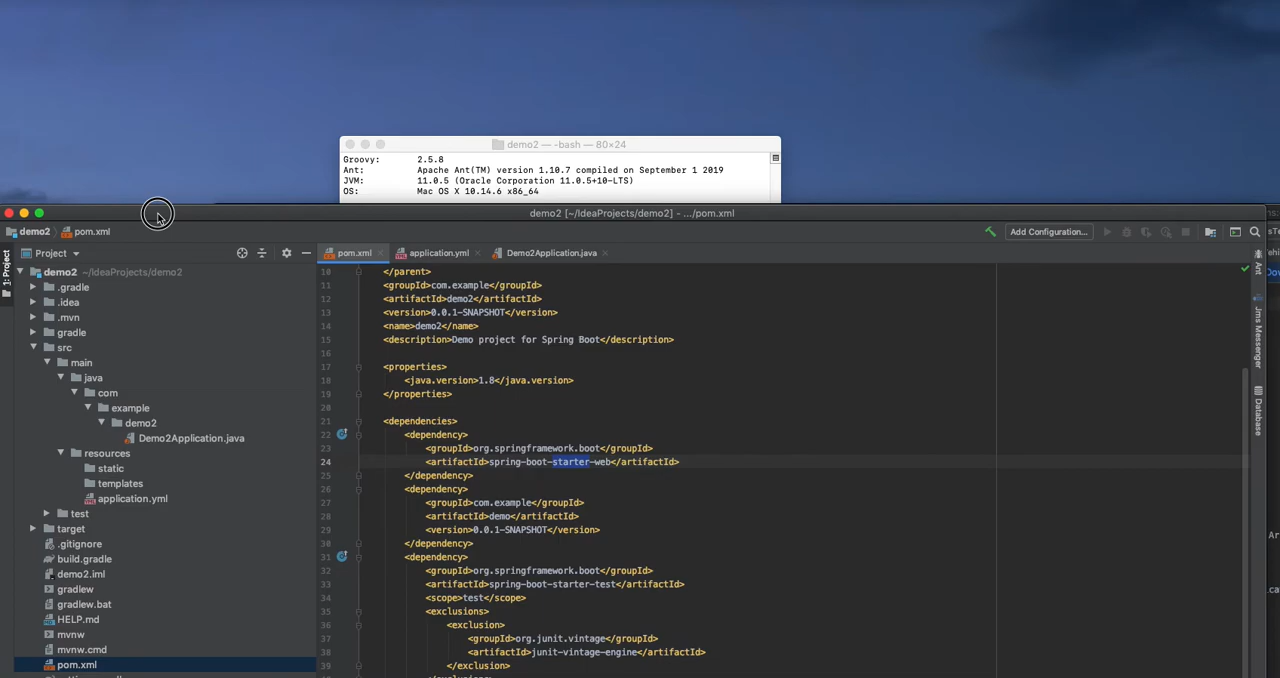 demo2 — -bash — 80×24
Groovy: 2.5.8
Ant: Apache Ant(TM) version 1.10.7 compiled on September 1 2019
JVM: 11.0.5 (Oracle Corporation 11.0.5+10-LTS)
OS: Mac OS X 10.14.6 x86_64
demo2 [~/IdeaProjects/demo2] - .../pom.xml
demo2 pom.xml
Add Configuration...
Project
1: Project
pom.xml
application.yml
Demo2Application.java
demo2 ~/IdeaProjects/demo2
.gradle
.idea
.mvn
gradle
src
main
java
com
example
demo2
Demo2Application.java
resources
static
templates
application.yml
test
target
.gitignore
build.gradle
demo2.iml
gradlew
gradlew.bat
HELP.md
mvnw
mvnw.cmd
pom.xml
10 </parent>
11 <groupId>com.example</groupId>
12 <artifactId>demo2</artifactId>
13 <version>0.0.1-SNAPSHOT</version>
14 <name>demo2</name>
15 <description>Demo project for Spring Boot</description>
16
17 <properties>
18 <java.version>1.8</java.version>
19 </properties>
20
21 <dependencies>
22 <dependency>
23 <groupId>org.springframework.boot</groupId>
24 <artifactId>spring-boot-starter-web</artifactId>
25 </dependency>
26 <dependency>
27 <groupId>com.example</groupId>
28 <artifactId>demo</artifactId>
29 <version>0.0.1-SNAPSHOT</version>
30 </dependency>
31 <dependency>
32 <groupId>org.springframework.boot</groupId>
33 <artifactId>spring-boot-starter-test</artifactId>
34 <scope>test</scope>
35 <exclusions>
36 <exclusion>
37 <groupId>org.junit.vintage</groupId>
38 <artifactId>junit-vintage-engine</artifactId>
39 </exclusion>
Ant
Jms Messenger
Database